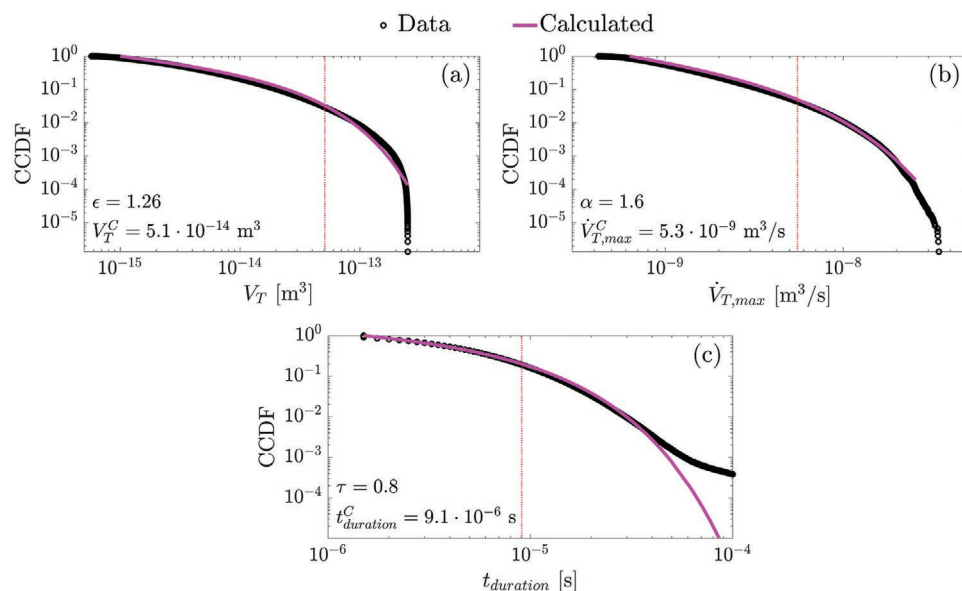 Data Calculated
(a)
CCDF
10^0
10^-1
10^-2
10^-3
10^-4
10^-5
ϵ = 1.26
V_T^C = 5.1 · 10^-14 m^3
10^-15 10^-14 10^-13
V_T [m^3]
(b)
CCDF
10^0
10^-1
10^-2
10^-3
10^-4
10^-5
α = 1.6
V̇_{T,max}^C = 5.3 · 10^-9 m^3/s
10^-9 10^-8
V̇_{T,max} [m^3/s]
(c)
CCDF
10^0
10^-1
10^-2
10^-3
10^-4
τ = 0.8
t_{duration}^C = 9.1 · 10^-6 s
10^-6 10^-5 10^-4
t_{duration} [s]